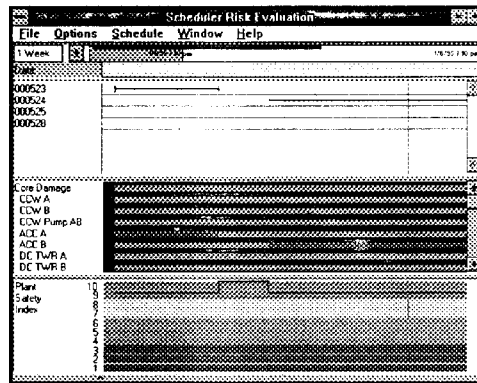 Scheduler Risk Evaluation
File Options Schedule Window Help
1 Week
Date
000523
000524
000525
000528
Core Damage
CCW A
CCW B
CCW Pump AB
ACC A
ACC B
DC TWR A
DC TWR B
Plant 10
9
Safety 8
Index 7
6
5
4
3
2
1